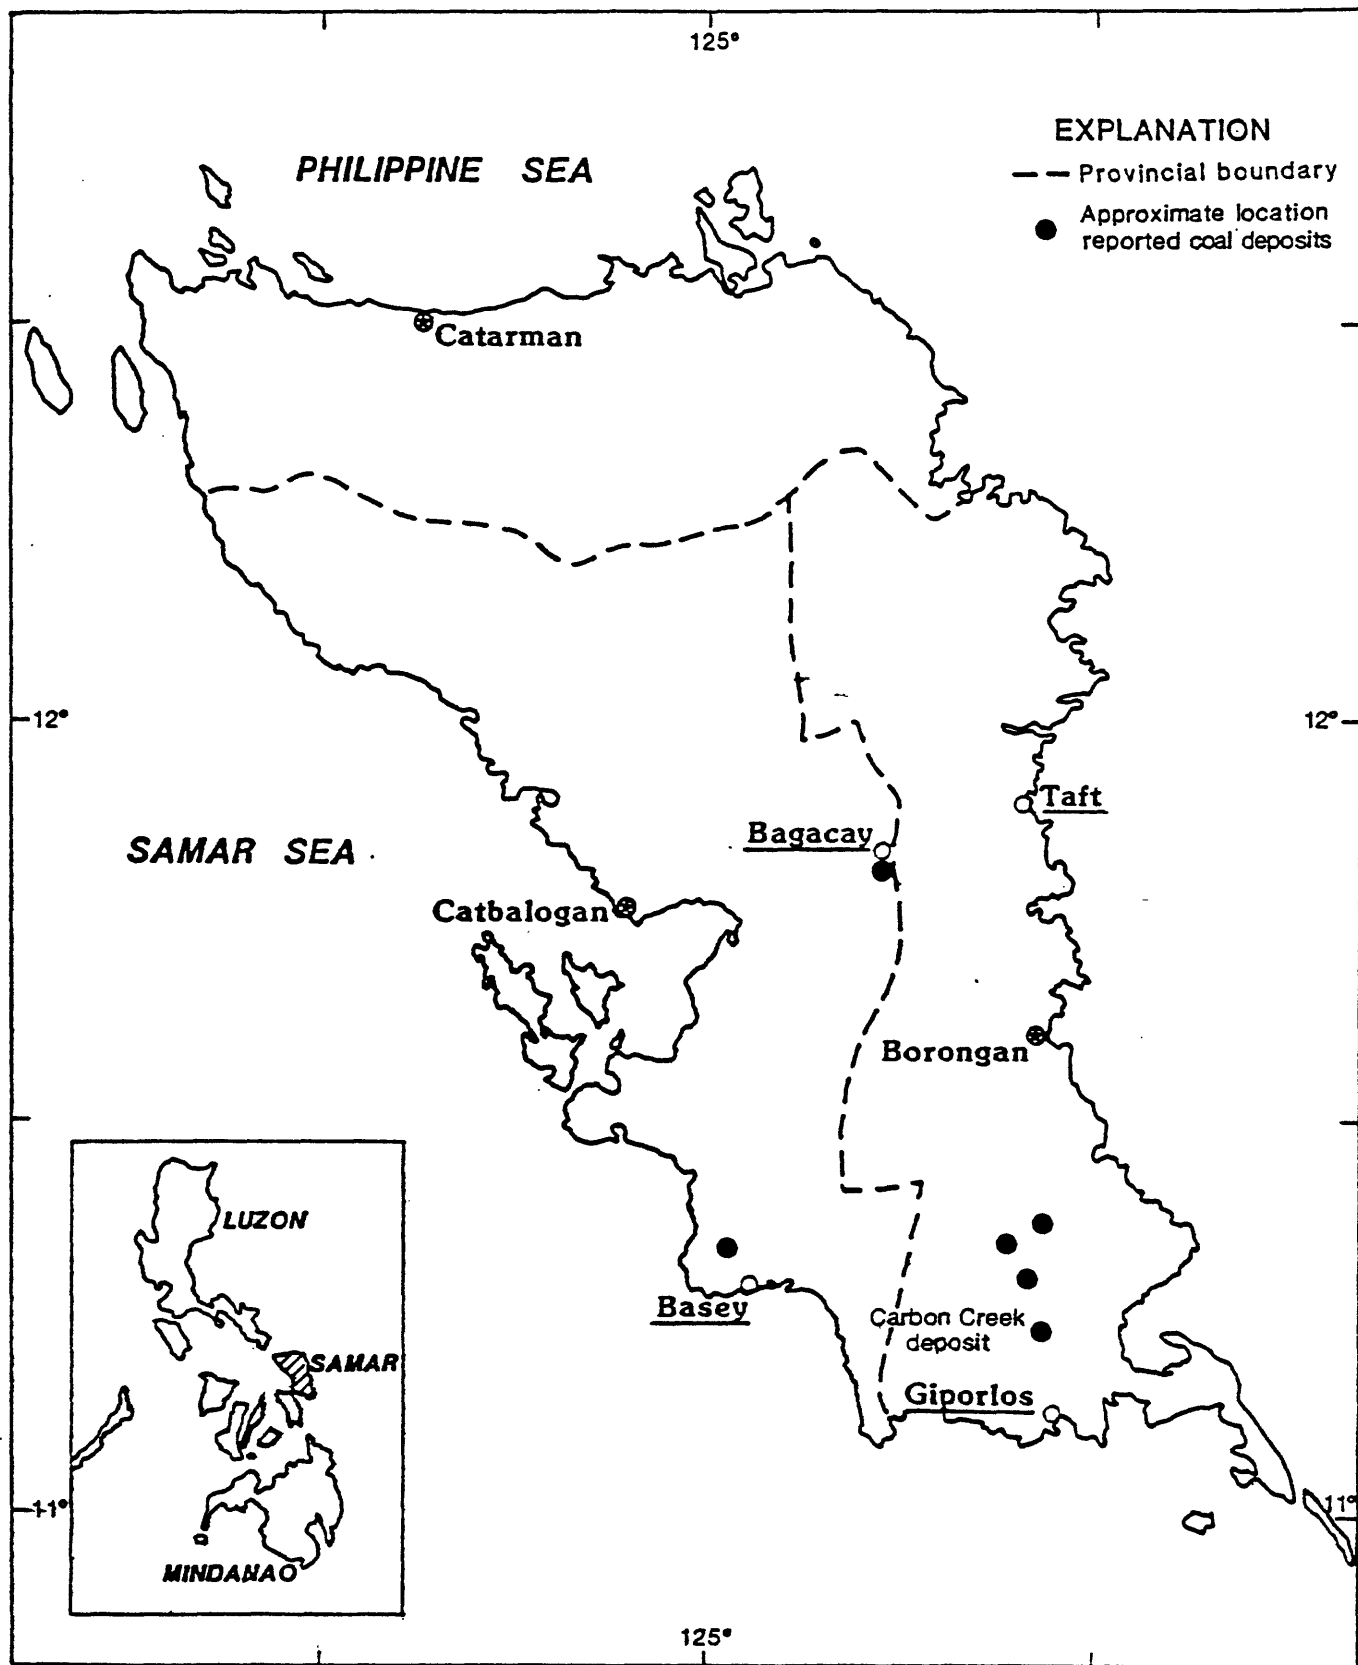 125°
EXPLANATION
Provincial boundary
Approximate location
reported coal deposits
PHILIPPINE SEA
Catarman
12°
12°
Taft
Bagacay
SAMAR SEA
Catbalogan
Borongan
LUZON
SAMAR
MINDANAO
Basey
Carbon Creek
deposit
Giporlos
11°
11°
125°